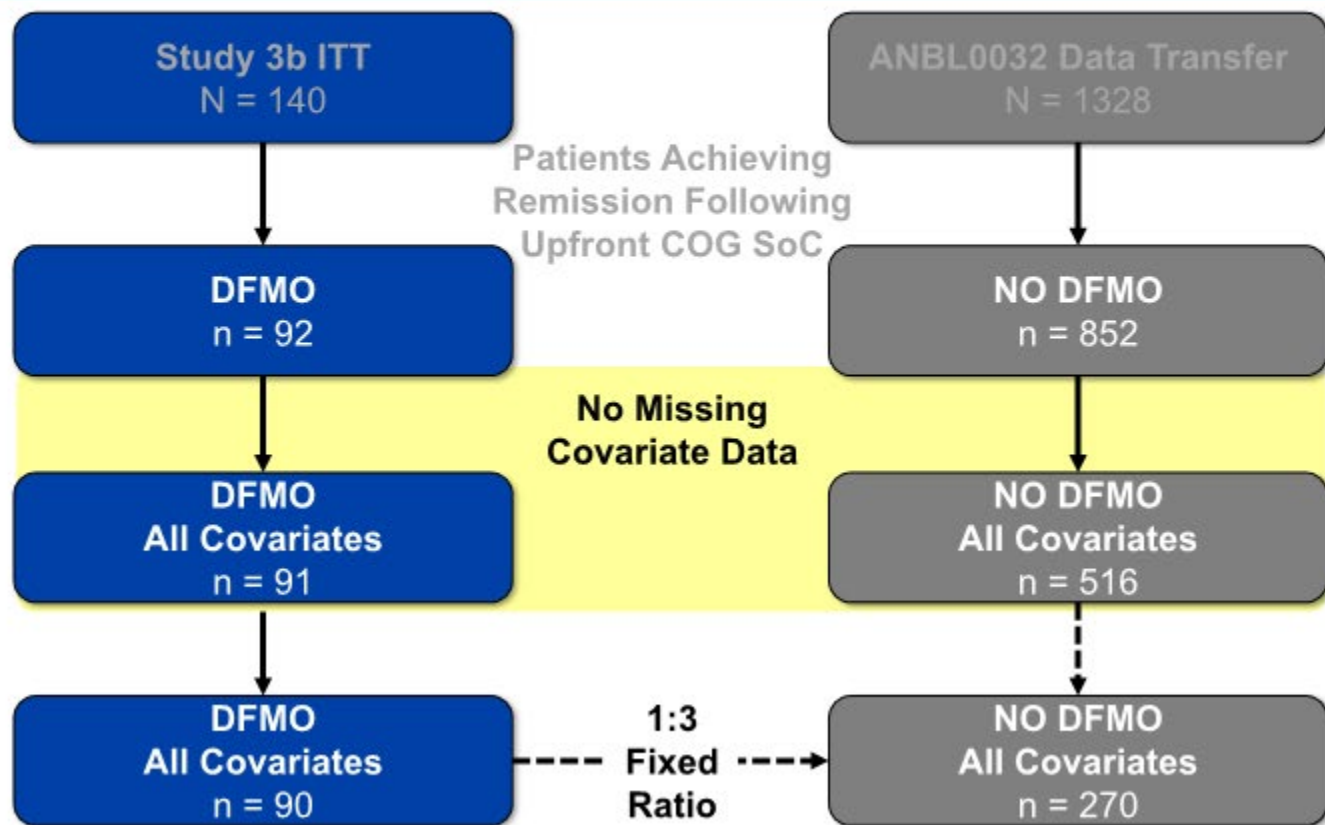 Study 3b ITT
N = 140
ANBL0032 Data Transfer
N = 1328
Patients Achieving
Remission Following
Upfront COG SoC
DFMO
n = 92
NO DFMO
n = 852
No Missing
Covariate Data
DFMO
All Covariates
n = 91
NO DFMO
All Covariates
n = 516
DFMO
All Covariates
n = 90
1:3
Fixed
Ratio
NO DFMO
All Covariates
n = 270